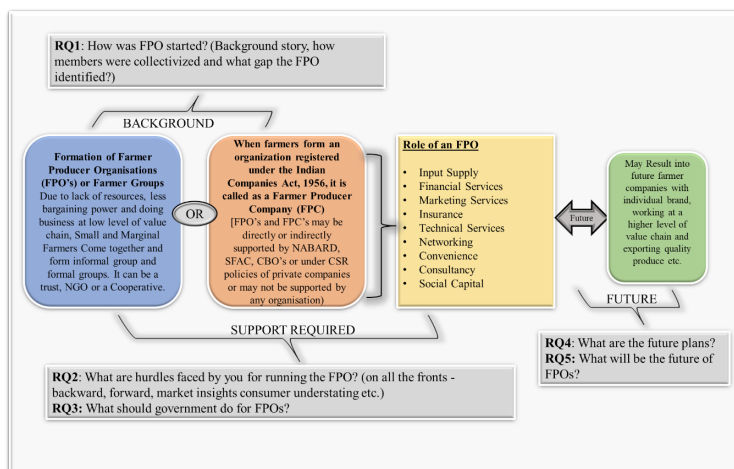 RQ1: How was FPO started? (Background story, how
members were collectivized and what gap the FPO
identified?)
BACKGROUND
Formation of Farmer
Producer Organisations
(FPO's) or Farmer Groups
Due to lack of resources, less
bargaining power and doing
business at low level of value
chain, Small and Marginal
Farmers Come together and
form informal group and
formal groups. It can be a
trust, NGO or a Cooperative.
OR
When farmers form an
organization registered
under the Indian
Companies Act, 1956, it is
called as a Farmer Producer
Company (FPC)
[FPO's and FPC's may be
directly or indirectly
supported by NABARD,
SFAC, CBO's or under CSR
policies of private companies
or may not be supported by
any organisation)
Role of an FPO
• Input Supply
• Financial Services
• Marketing Services
• Insurance
• Technical Services
• Networking
• Convenience
• Consultancy
• Social Capital
Future
May Result into
future farmer
companies with
individual brand,
working at a
higher level of
value chain and
exporting quality
produce etc.
FUTURE
SUPPORT REQUIRED
RQ4: What are the future plans?
RQ5: What will be the future of
FPOs?
RQ2: What are hurdles faced by you for running the FPO? (on all the fronts -
backward, forward, market insights consumer understating etc.)
RQ3: What should government do for FPOs?